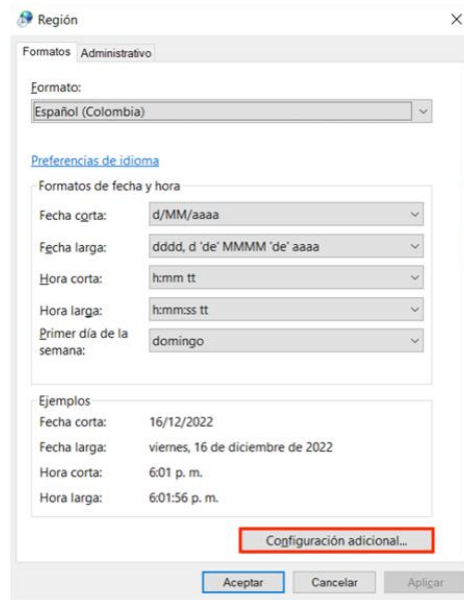 Región
Formatos Administrativo
Formato:
Español (Colombia)
Preferencias de idioma
Formatos de fecha y hora
Fecha corta: d/MM/aaaa
Fecha larga: dddd, d 'de' MMMM 'de' aaaa
Hora corta: h:mm tt
Hora larga: h:mm:ss tt
Primer día de la
semana: domingo
Ejemplos
Fecha corta: 16/12/2022
Fecha larga: viernes, 16 de diciembre de 2022
Hora corta: 6:01 p. m.
Hora larga: 6:01:56 p. m.
Configuración adicional...
Aceptar Cancelar Aplicar